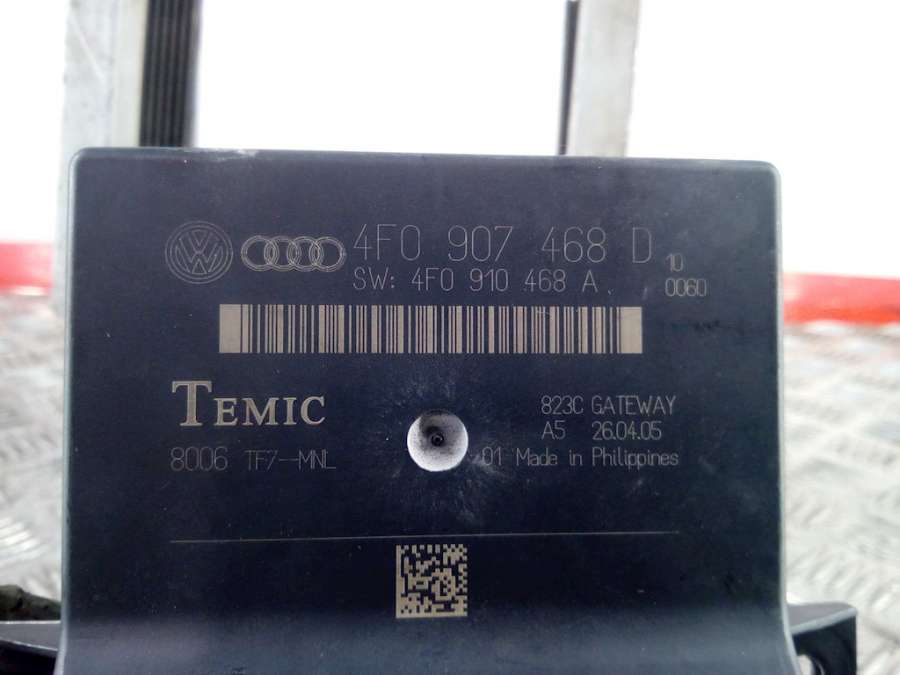 4F0 907 468 D
SW: 4F0 910 468 A
10
0060
TEMIC
823C GATEWAY
A5 26.04.05
8006 TF7--MNL
01 Made in Philippines